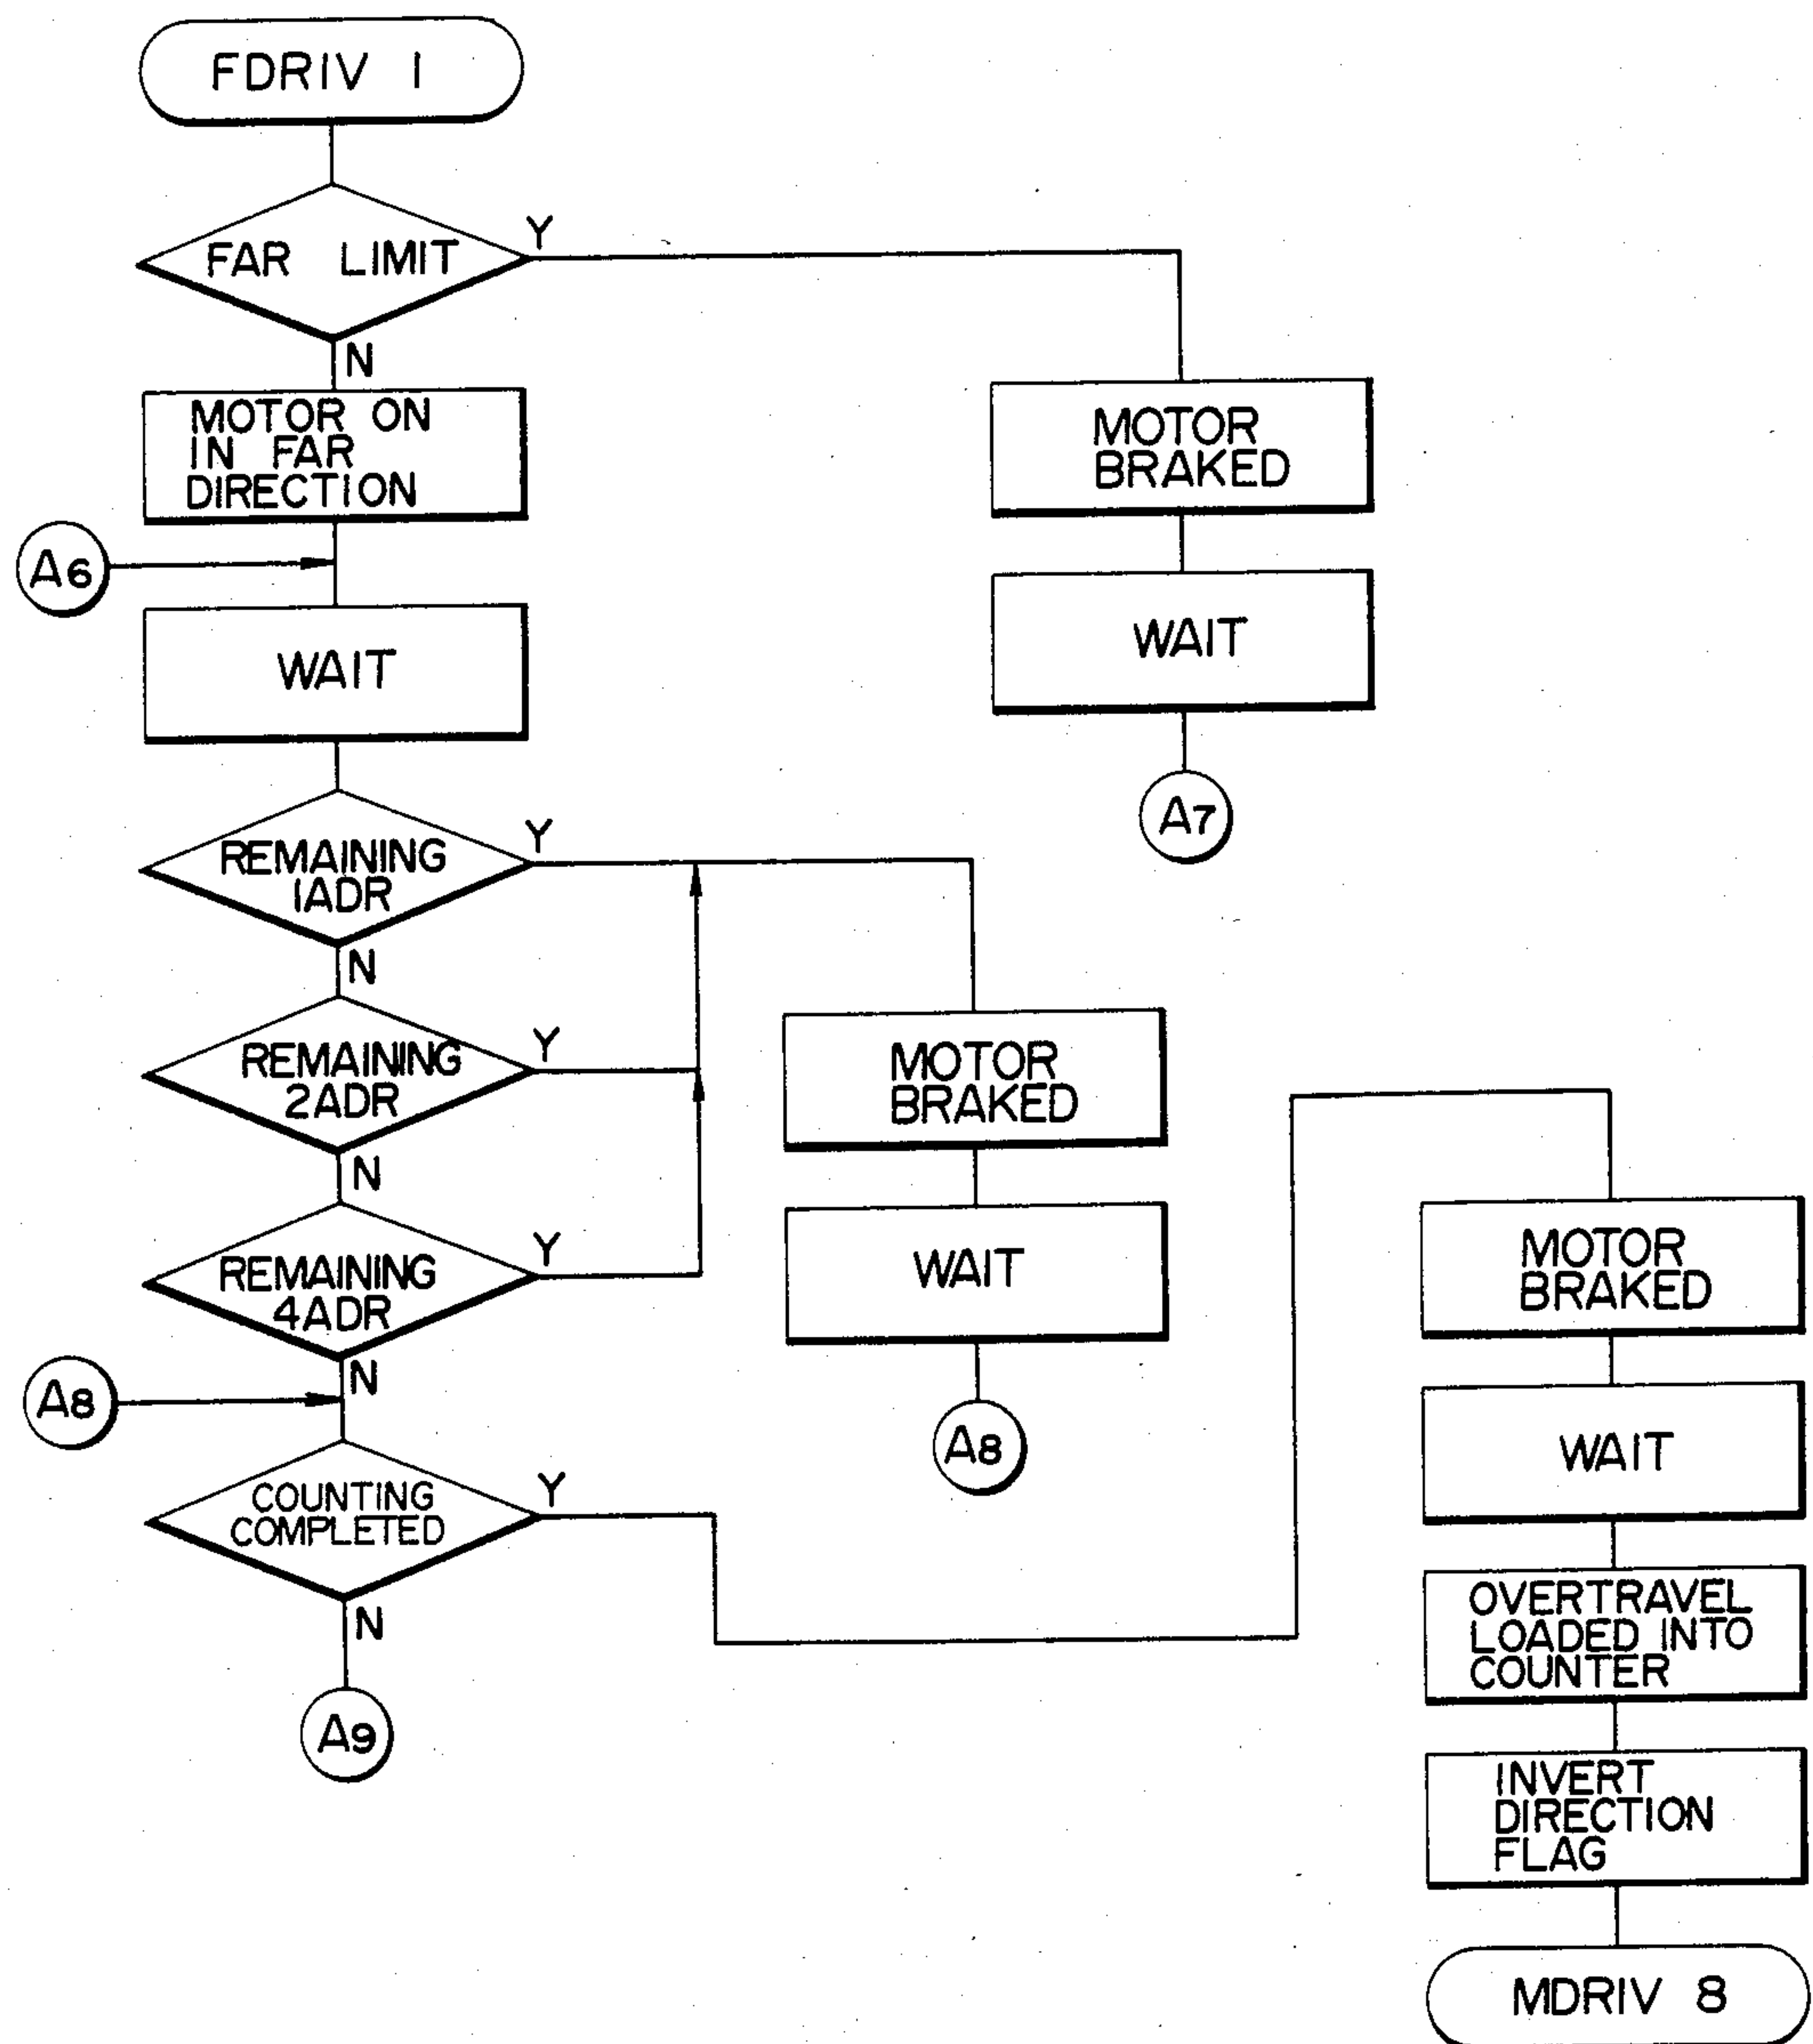 FDRIV 1
FAR LIMIT
Y
N
MOTOR ON
IN FAR
DIRECTION
MOTOR
BRAKED
A6
WAIT
WAIT
A7
REMAINING
1ADR
Y
N
REMAINING
2ADR
Y
N
MOTOR
BRAKED
REMAINING
4ADR
Y
N
WAIT
A8
A8
COUNTING
COMPLETED
Y
N
A9
MOTOR
BRAKED
WAIT
OVERTRAVEL
LOADED INTO
COUNTER
INVERT
DIRECTION
FLAG
MDRIV 8